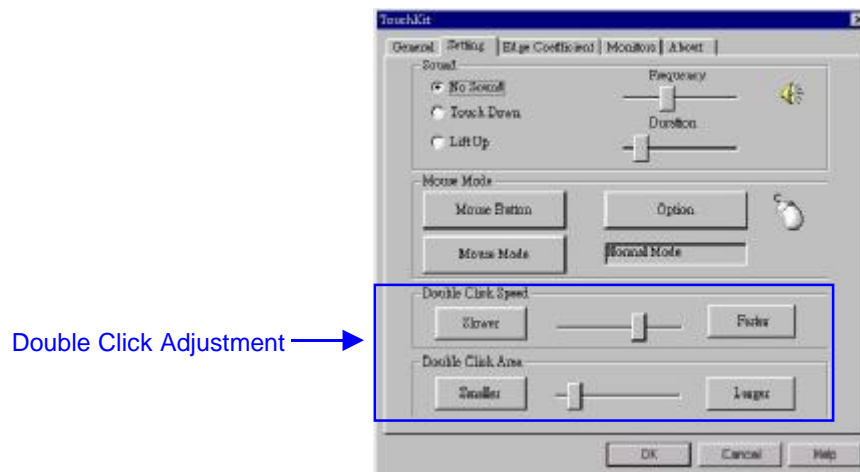 TouchKit
General Setting Edge Coefficient Monitors About
Sound
No Sound
Frequency
Touch Down
Duration
Lift Up
Mouse Mode
Mouse Button Option
Mouse Mode Normal Mode
Double Click Speed
Slower Faster
Double Click Adjustment
Double Click Area
Smaller Larger
OK Cancel Help